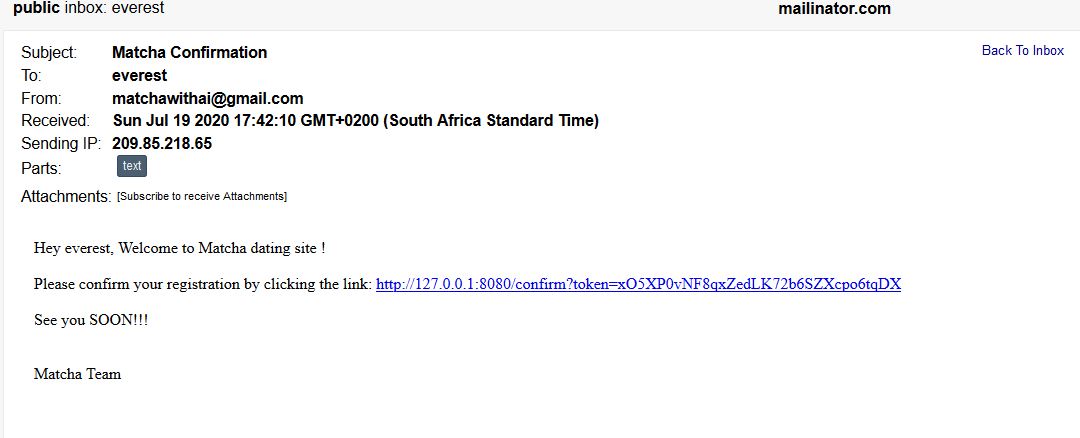 public inbox: everest mailinator.com
Back To Inbox
Subject: Matcha Confirmation
To: everest
From: matchawithai@gmail.com
Received: Sun Jul 19 2020 17:42:10 GMT+0200 (South Africa Standard Time)
Sending IP: 209.85.218.65
Parts: text
Attachments: [Subscribe to receive Attachments]
Hey everest, Welcome to Matcha dating site !
Please confirm your registration by clicking the link: http://127.0.0.1:8080/confirm?token=xO5XP0vNF8qxZedLK72b6SZXcpo6tqDX
See you SOON!!!
Matcha Team